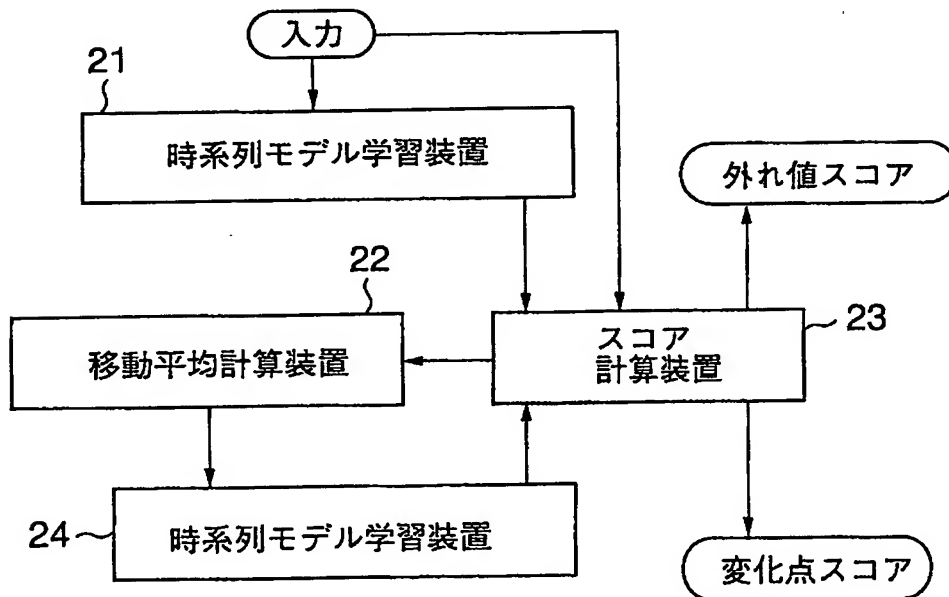 入力
21
時系列モデル学習装置
外れ値スコア
22
移動平均計算装置
スコア
計算装置
23
24
時系列モデル学習装置
変化点スコア